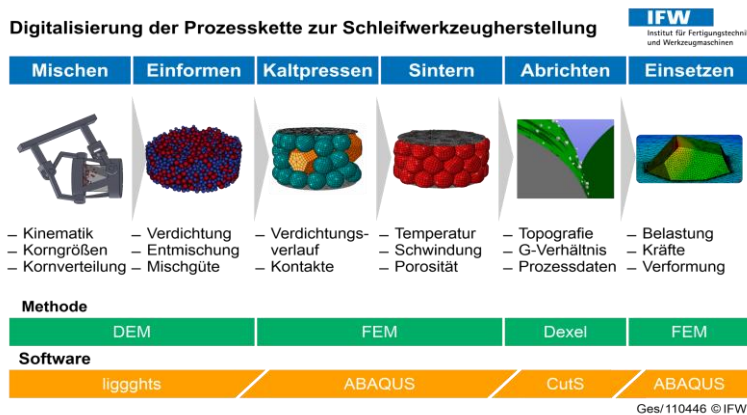 Digitalisierung der Prozesskette zur Schleifwerkzeugherstellung
IFW
Institut für Fertigungstechni
und Werkzeugmaschinen
Mischen
Einformen
Kaltpressen
Sintern
Abrichten
Einsetzen
– Kinematik
– Korngrößen
– Kornverteilung
– Verdichtung
– Entmischung
– Mischgüte
– Verdichtungs-
verlauf
– Kontakte
– Temperatur
– Schwindung
– Porosität
– Topografie
– G-Verhältnis
– Prozessdaten
– Belastung
– Kräfte
– Verformung
Methode
DEM
FEM
Dexel
FEM
Software
liggghts
ABAQUS
CutS
ABAQUS
Ges/110446 © IFW